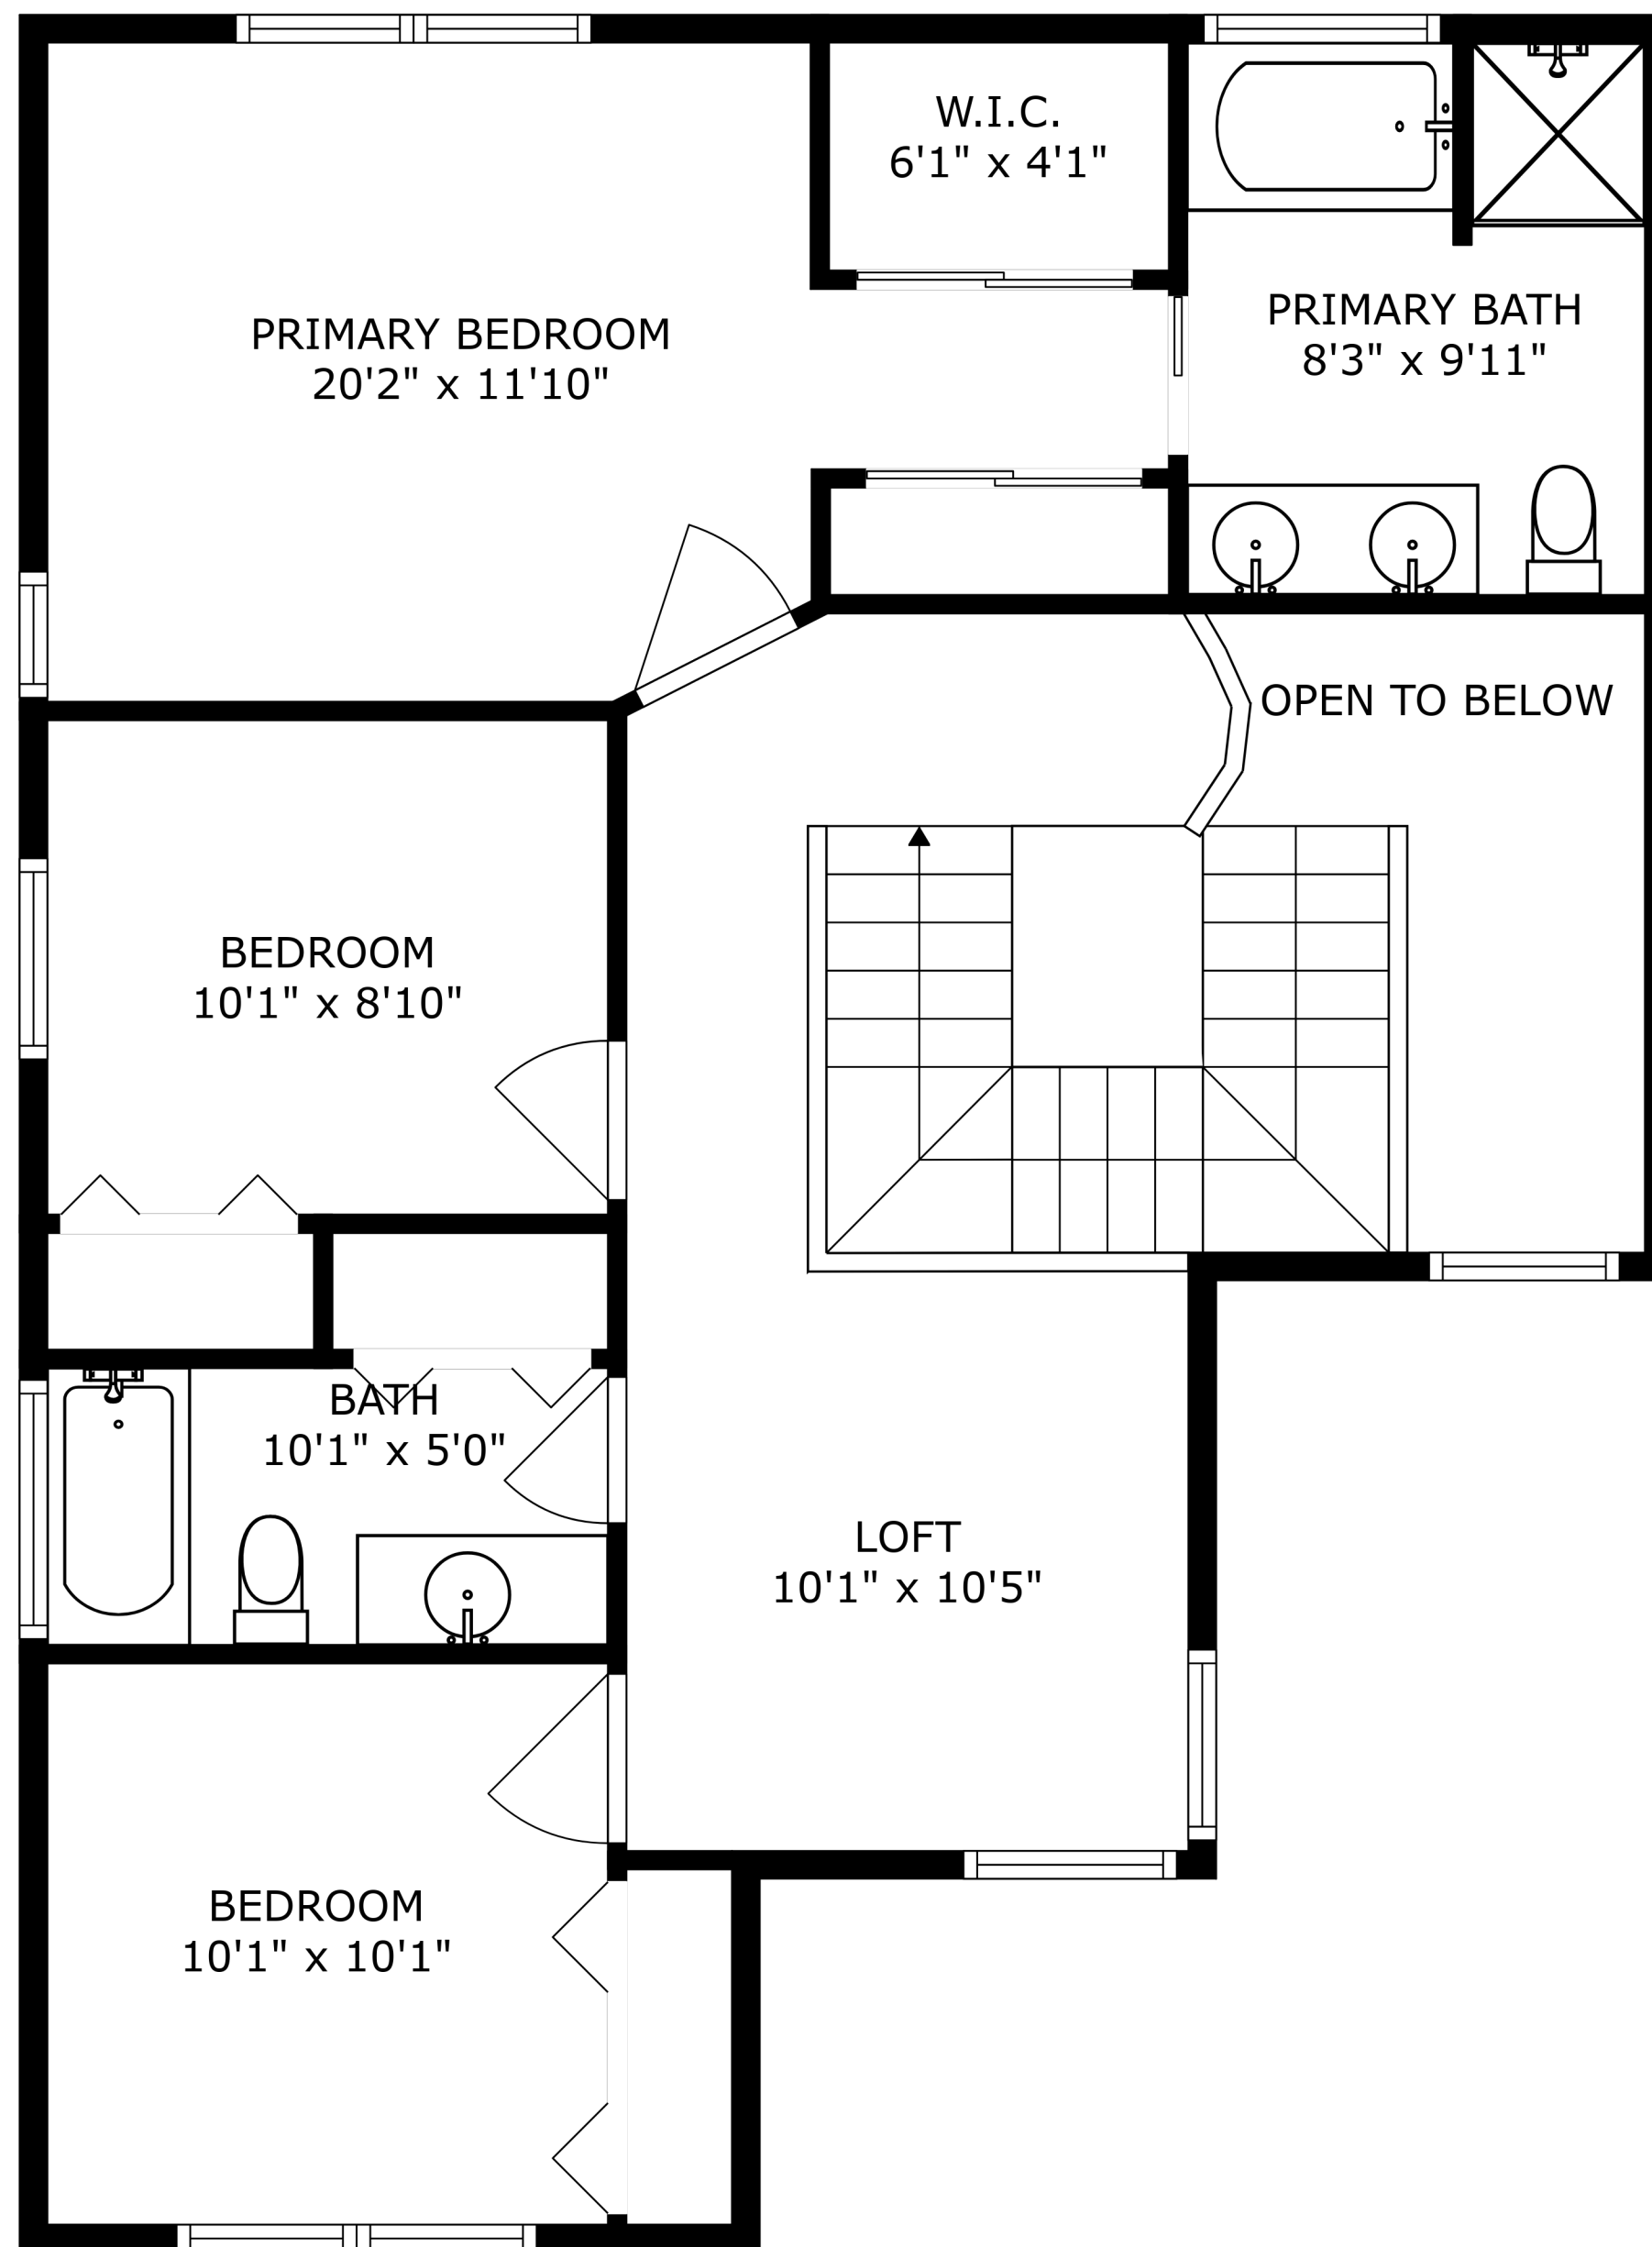 W.I.C.
6'1" x 4'1"
PRIMARY BEDROOM
20'2" x 11'10"
PRIMARY BATH
8'3" x 9'11"
OPEN TO BELOW
BEDROOM
10'1" x 8'10"
BATH
10'1" x 5'0"
LOFT
10'1" x 10'5"
BEDROOM
10'1" x 10'1"